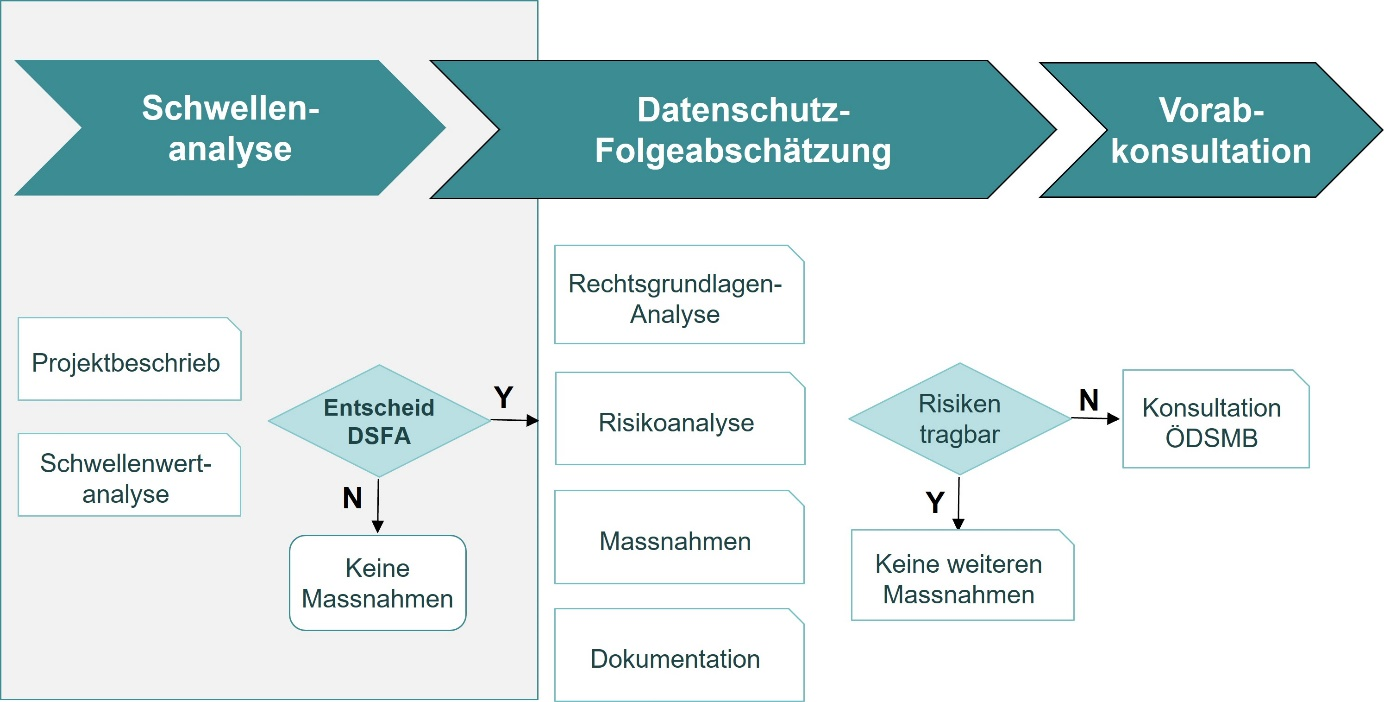 Schwellen-
analyse
Datenschutz-
Folgeabschätzung
Vorab-
konsultation
Projektbeschrieb
Schwellenwert-
analyse
Entscheid
DSFA
Y
N
Keine
Massnahmen
Rechtsgrundlagen-
Analyse
Risikoanalyse
Massnahmen
Dokumentation
Risiken
tragbar
N
Y
Konsultation
ÖDSMB
Keine weiteren
Massnahmen